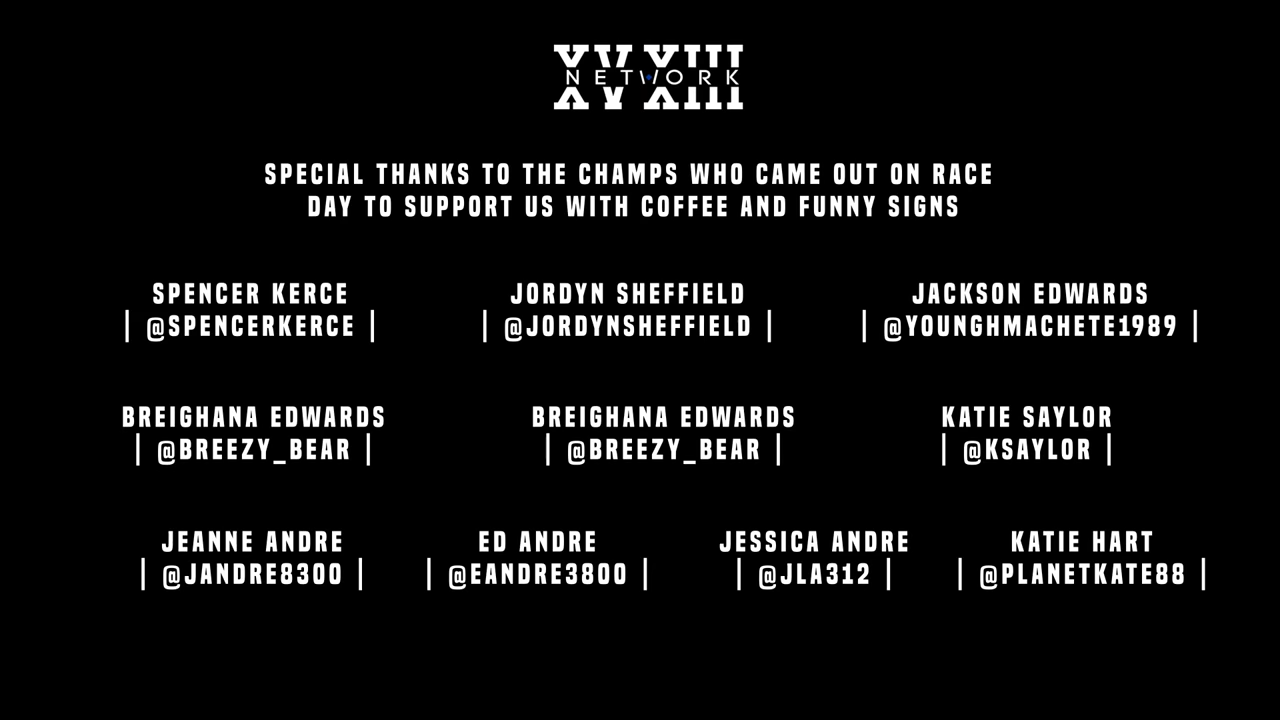 XV XIII
NETWORK
SPECIAL THANKS TO THE CHAMPS WHO CAME OUT ON RACE
DAY TO SUPPORT US WITH COFFEE AND FUNNY SIGNS
SPENCER KERCE
| @SPENCERKERCE |
JORDYN SHEFFIELD
| @JORDYNSHEFFIELD |
JACKSON EDWARDS
| @YOUNGHMACHETE1989 |
BREIGHANA EDWARDS
| @BREEZY_BEAR |
BREIGHANA EDWARDS
| @BREEZY_BEAR |
KATIE SAYLOR
| @KSAYLOR |
JEANNE ANDRE
| @JANDRE8300 |
ED ANDRE
| @EANDRE3800 |
JESSICA ANDRE
| @JLA312 |
KATIE HART
| @PLANETKATE88 |